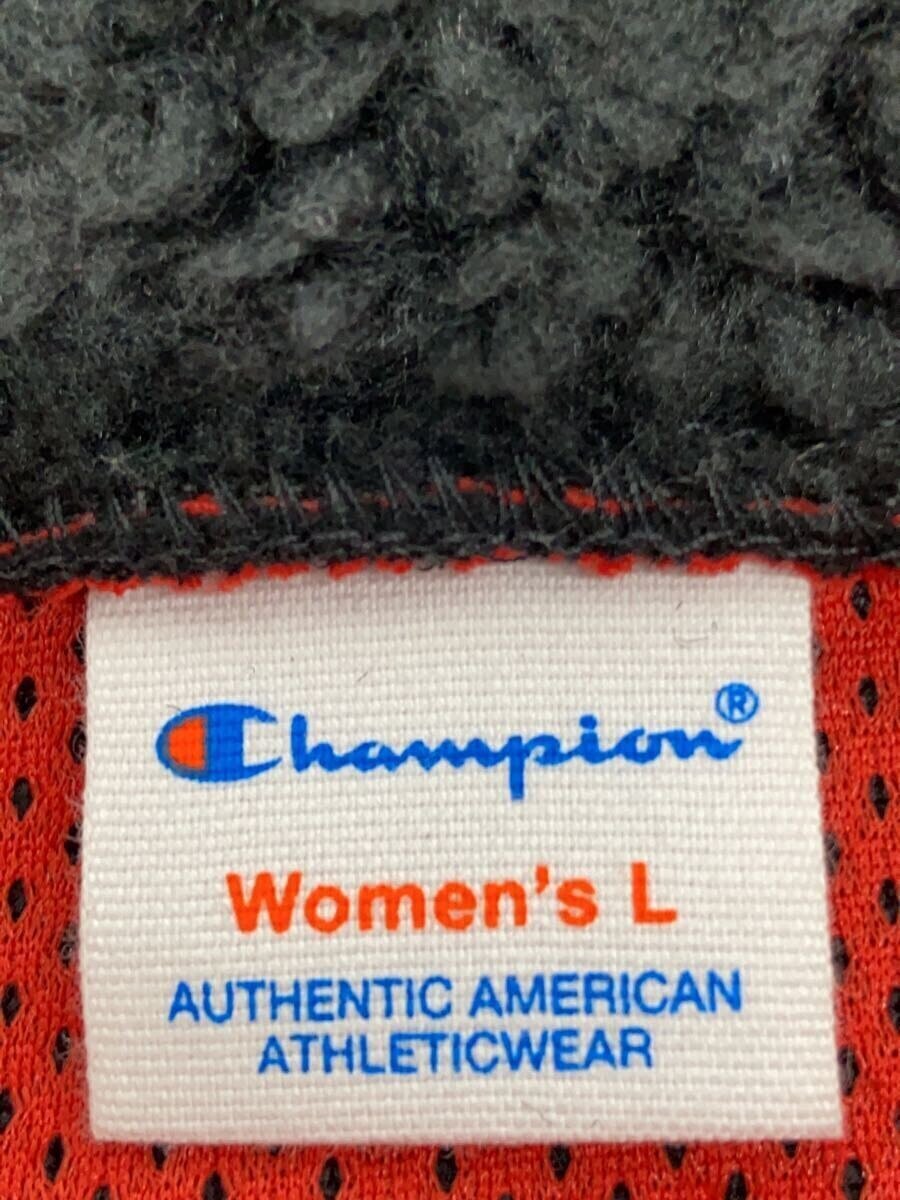 Champion®
Women's L
AUTHENTIC AMERICAN
ATHLETICWEAR